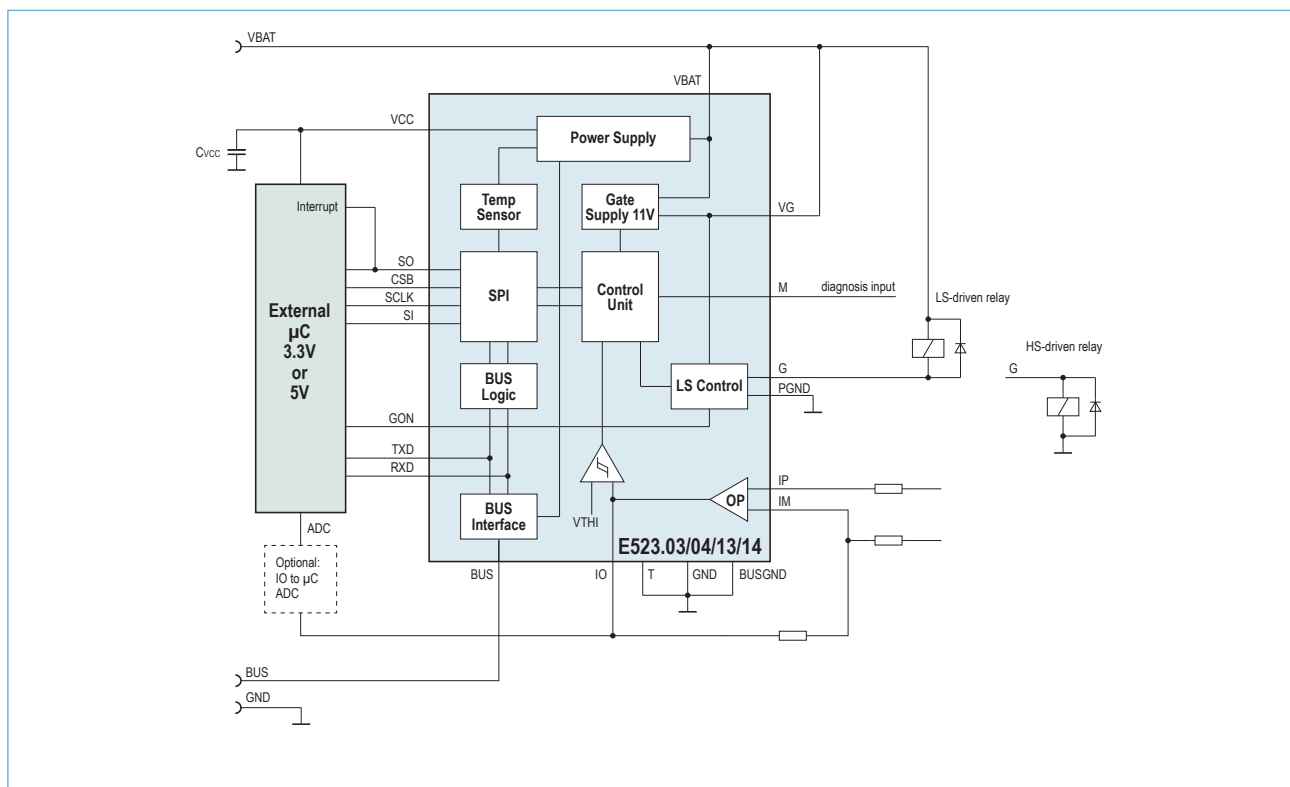 VBAT
VBAT
VCC
Power Supply
CVCC
Interrupt
Temp
Sensor
Gate
Supply 11V
VG
SO
CSB
SCLK
SI
SPI
Control
Unit
M
diagnosis input
LS-driven relay
HS-driven relay
External
µC
3.3V
or
5V
BUS
Logic
LS Control
G
PGND
G
GON
TXD
RXD
IP
IM
OP
VTHI
BUS
Interface
ADC
E523.03/04/13/14
Optional:
IO to µC
ADC
BUS
IO
T
GND
BUSGND
BUS
GND